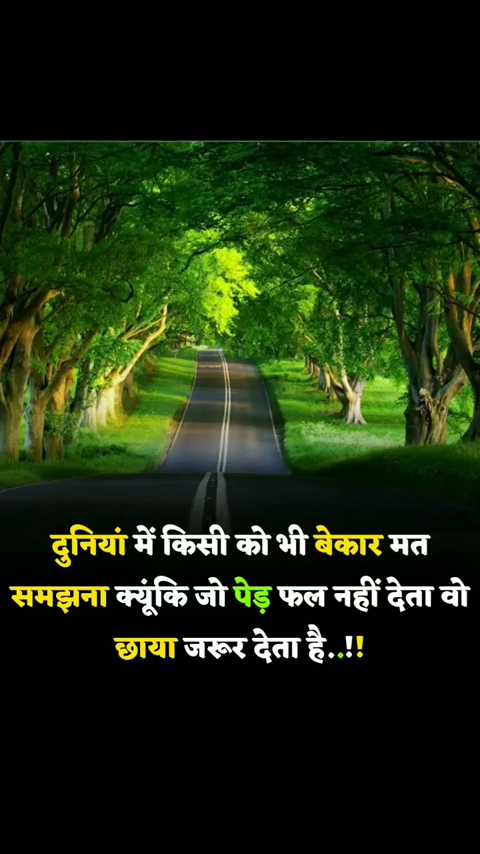 दुनियां में किसी को भी बेकार मत
समझना क्यूंकि जो पेड़ फल नहीं देता वो
छाया जरूर देता है..!!